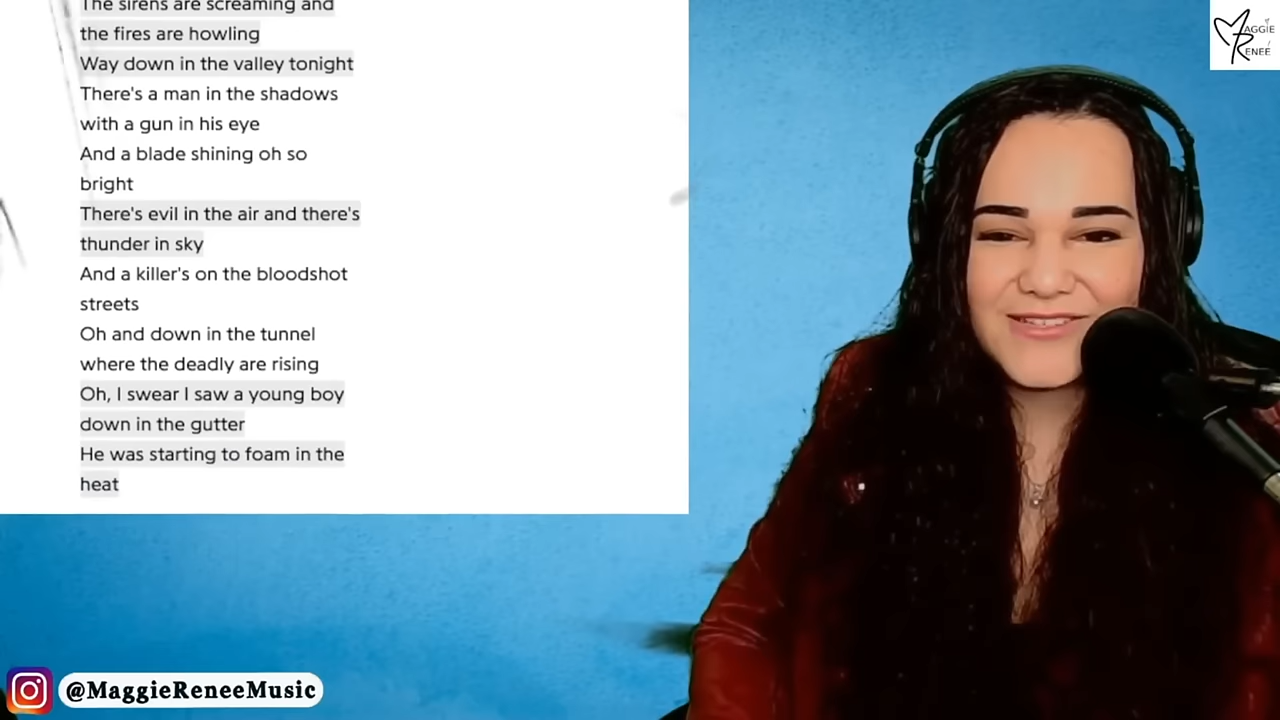 The sirens are screaming and
the fires are howling
Way down in the valley tonight
There's a man in the shadows
with a gun in his eye
And a blade shining oh so
bright
There's evil in the air and there's
thunder in sky
And a killer's on the bloodshot
streets
Oh and down in the tunnel
where the deadly are rising
Oh, I swear I saw a young boy
down in the gutter
He was starting to foam in the
heat
MAGGIE
RENEÉ
@MaggieReneeMusic